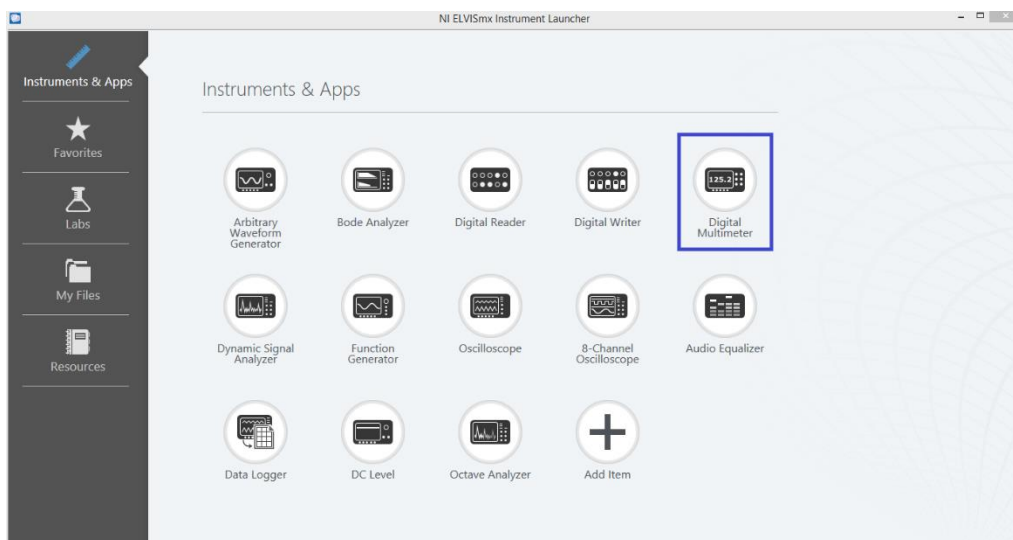 NI ELVISmx Instrument Launcher
Instruments & Apps
Favorites
Labs
My Files
Resources
Instruments & Apps
Arbitrary
Waveform
Generator
Bode Analyzer
Digital Reader
Digital Writer
125.2
Digital
Multimeter
Dynamic Signal
Analyzer
Function
Generator
Oscilloscope
8-Channel
Oscilloscope
Audio Equalizer
Data Logger
DC Level
Octave Analyzer
Add Item